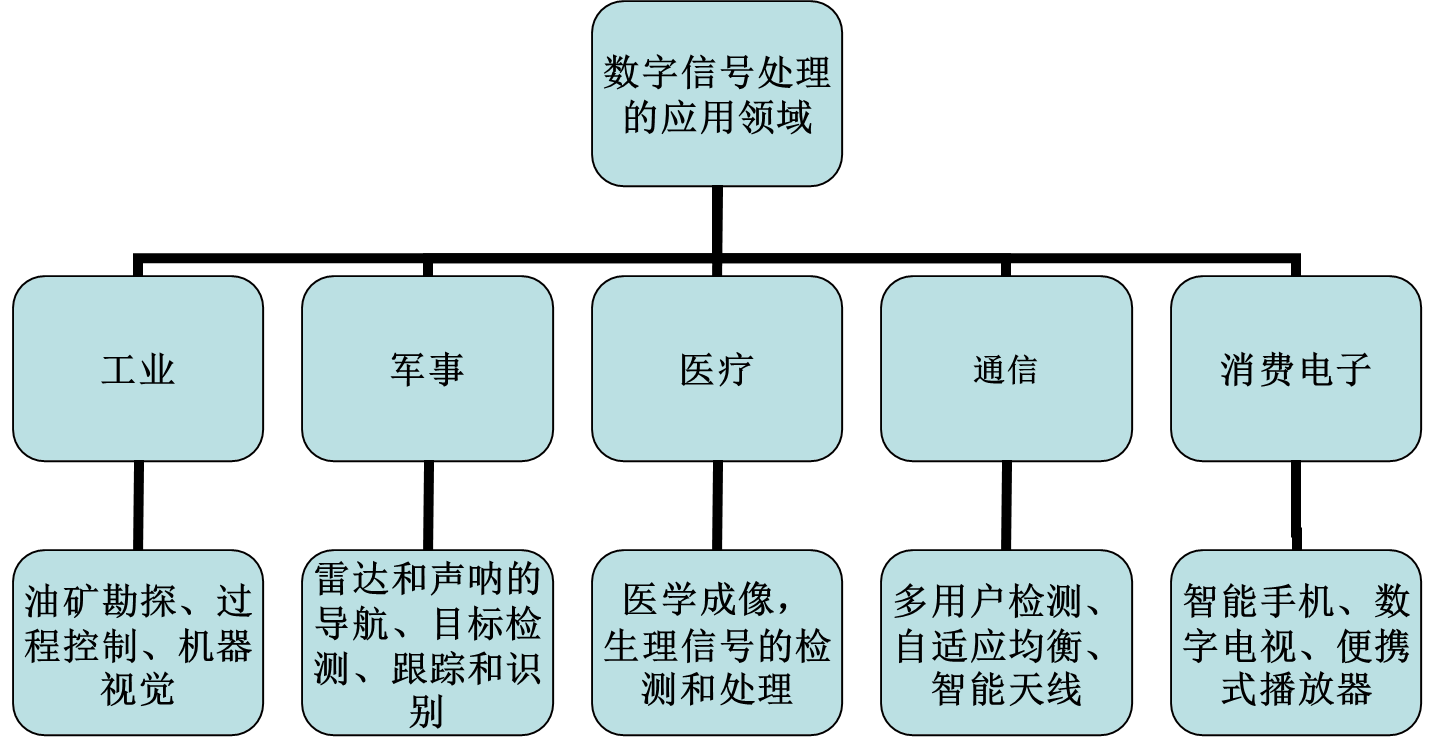 数字信号处理
的应用领域
工业
军事
医疗
通信
消费电子
油矿勘探、过
程控制、机器
视觉
雷达和声呐的
导航、目标检
测、跟踪和识
别
医学成像，
生理信号的检
测和处理
多用户检测、
自适应均衡、
智能天线
智能手机、数
字电视、便携
式播放器